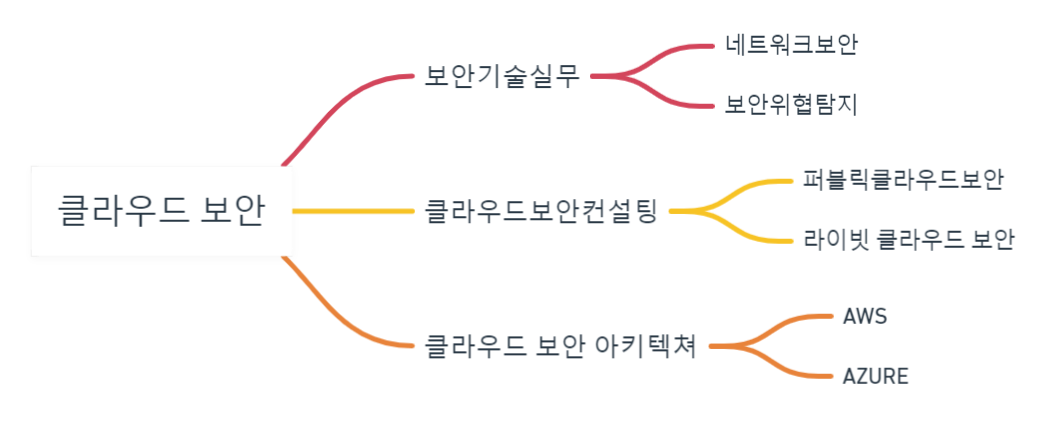 클라우드 보안
보안기술실무
네트워크보안
보안위협탐지
클라우드보안컨설팅
퍼블릭클라우드보안
라이빗 클라우드 보안
클라우드 보안 아키텍쳐
AWS
AZURE